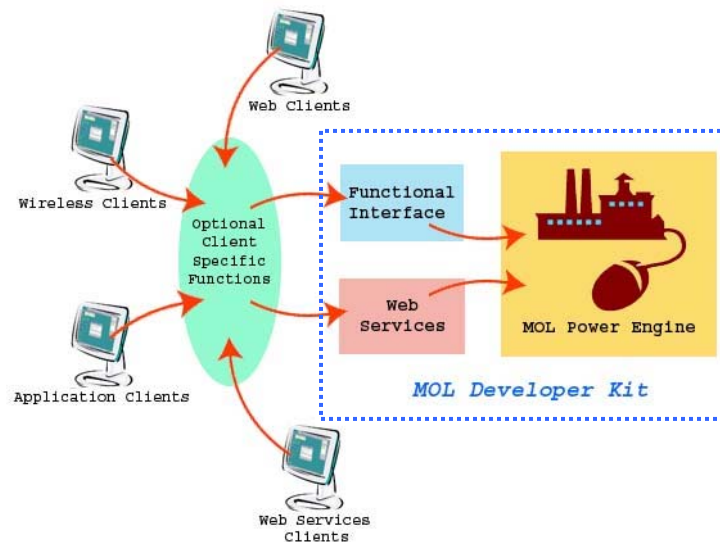 Web Clients
Wireless Clients
Optional
Client
Specific
Functions
Functional
Interface
Web
Services
MOL Power Engine
MOL Developer Kit
Application Clients
Web Services
Clients